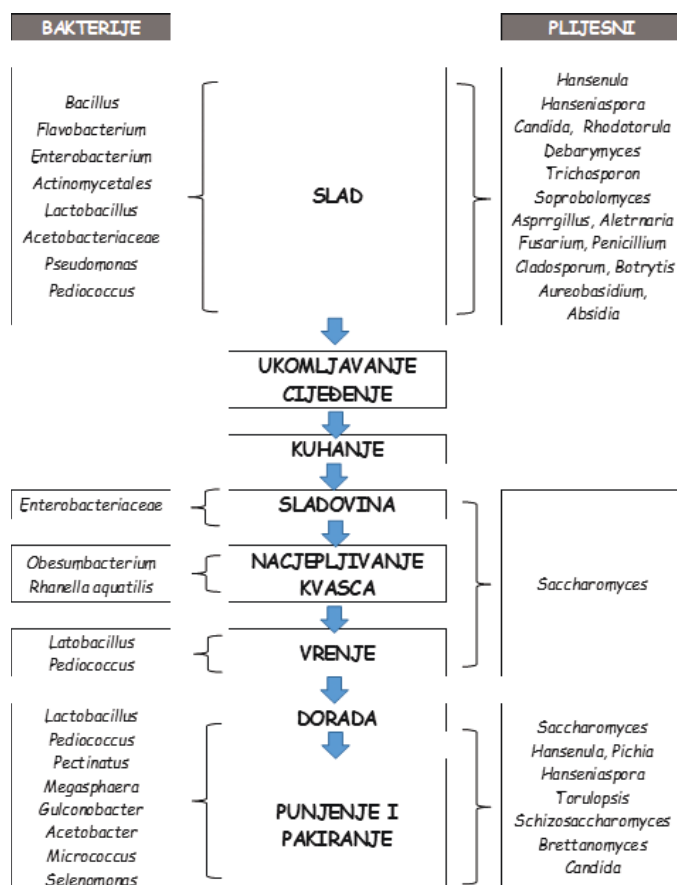 BAKTERIJE
PLIJESNI
Bacillus
Flavobacterium
Enterobacterium
Actinomycetales
Lactobacillus
Acetobacteriaceae
Pseudomonas
Pediococcus
SLAD
Hansenula
Hanseniaspora
Candida, Rhodotorula
Debarymyces
Trichosporon
Soprobolomyces
Asprrgillus, Aletrnaria
Fusarium, Penicillium
Cladosporum, Botrytis
Aureobasidium,
Absidia
UKOMLJAVANJE
CIJEĐENJE
KUHANJE
Enterobacteriaceae
SLADOVINA
Obesumbacterium
Rhanella aquatilis
NACJEPLJIVANJE
KVASCA
Saccharomyces
Latobacillus
Pediococcus
VRENJE
Lactobacillus
Pediococcus
Pectinatus
Megasphaera
Gulconobacter
Acetobacter
Micrococcus
Selenomonas
DORADA
PUNJENJE I
PAKIRANJE
Saccharomyces
Hansenula, Pichia
Hanseniaspora
Torulopsis
Schizosaccharomyces
Brettanomyces
Candida